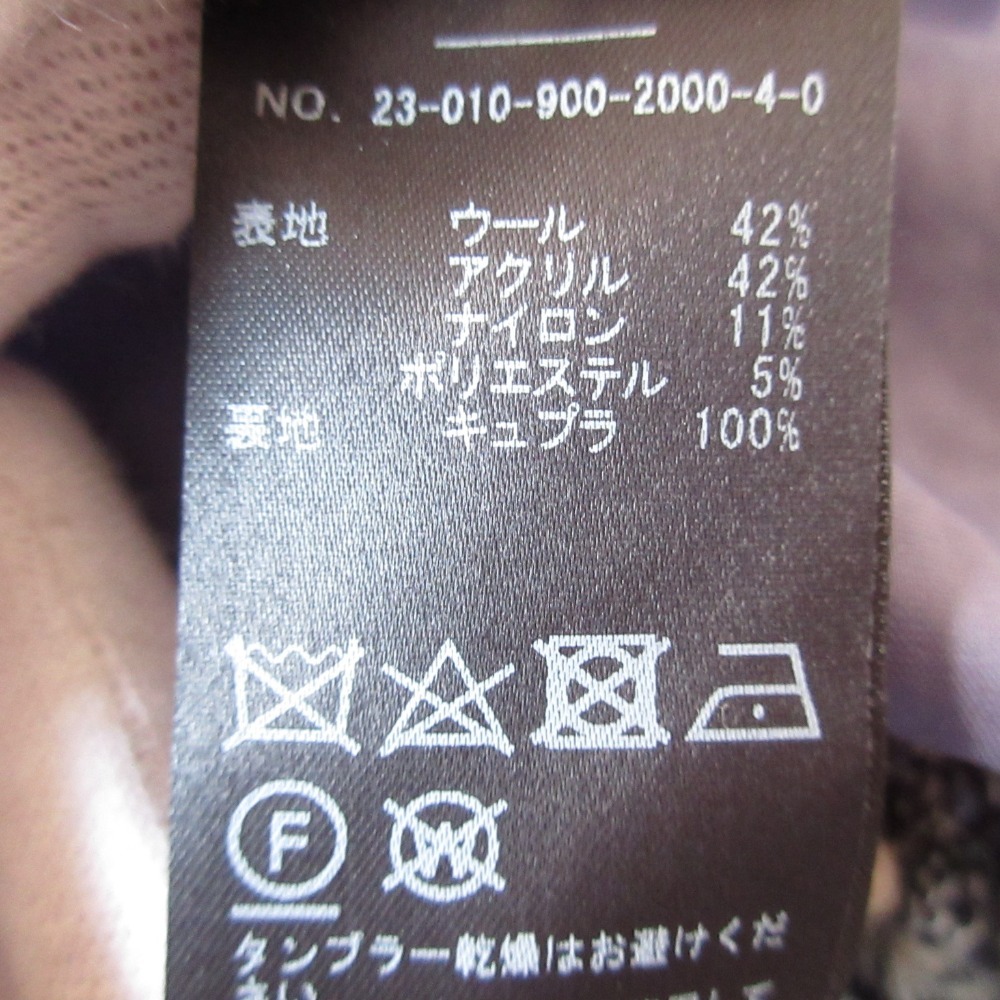 NO. 23-010-900-2000-4-0
表地 ウール 42%
アクリル 42%
ナイロン 11%
ポリエステル 5%
裏地 キュプラ 100%
F
W
タンブラー乾燥はお避けくだ
さい